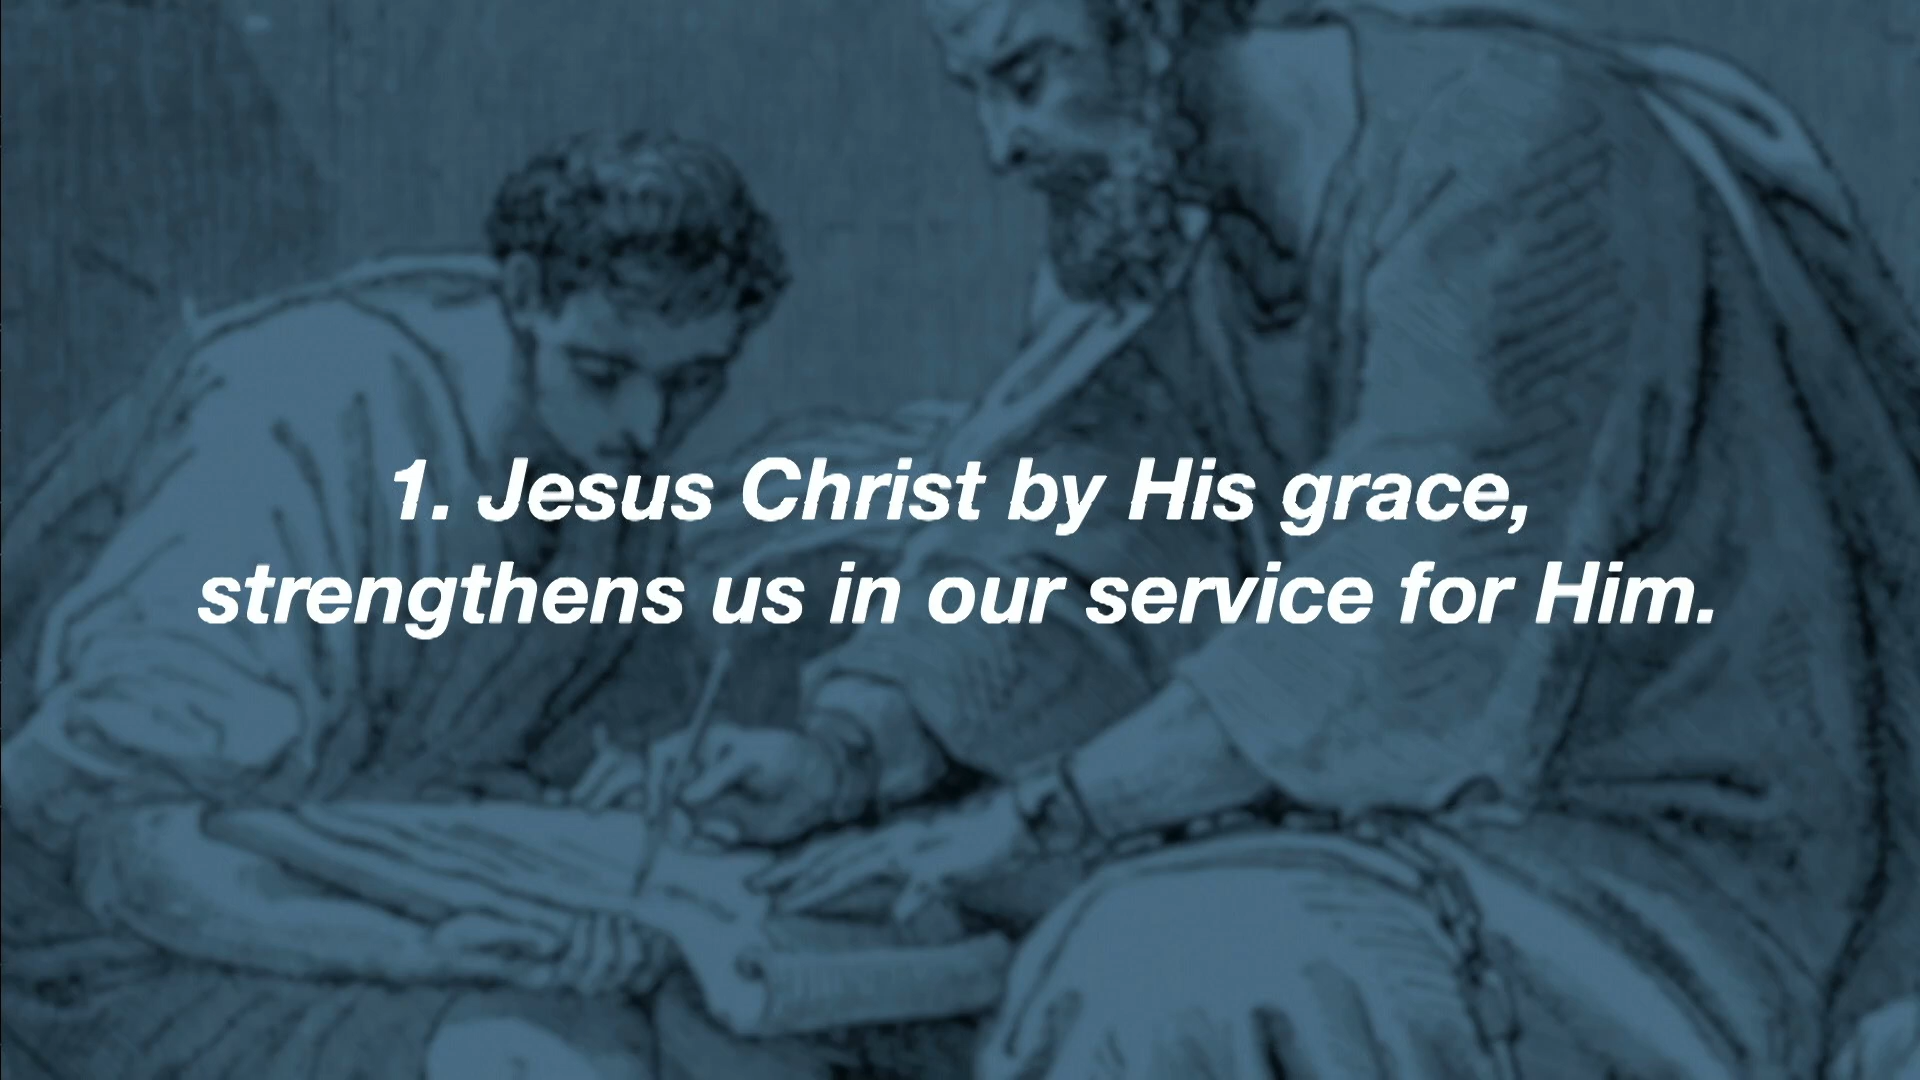 1. Jesus Christ by His grace,
strengthens us in our service for Him.